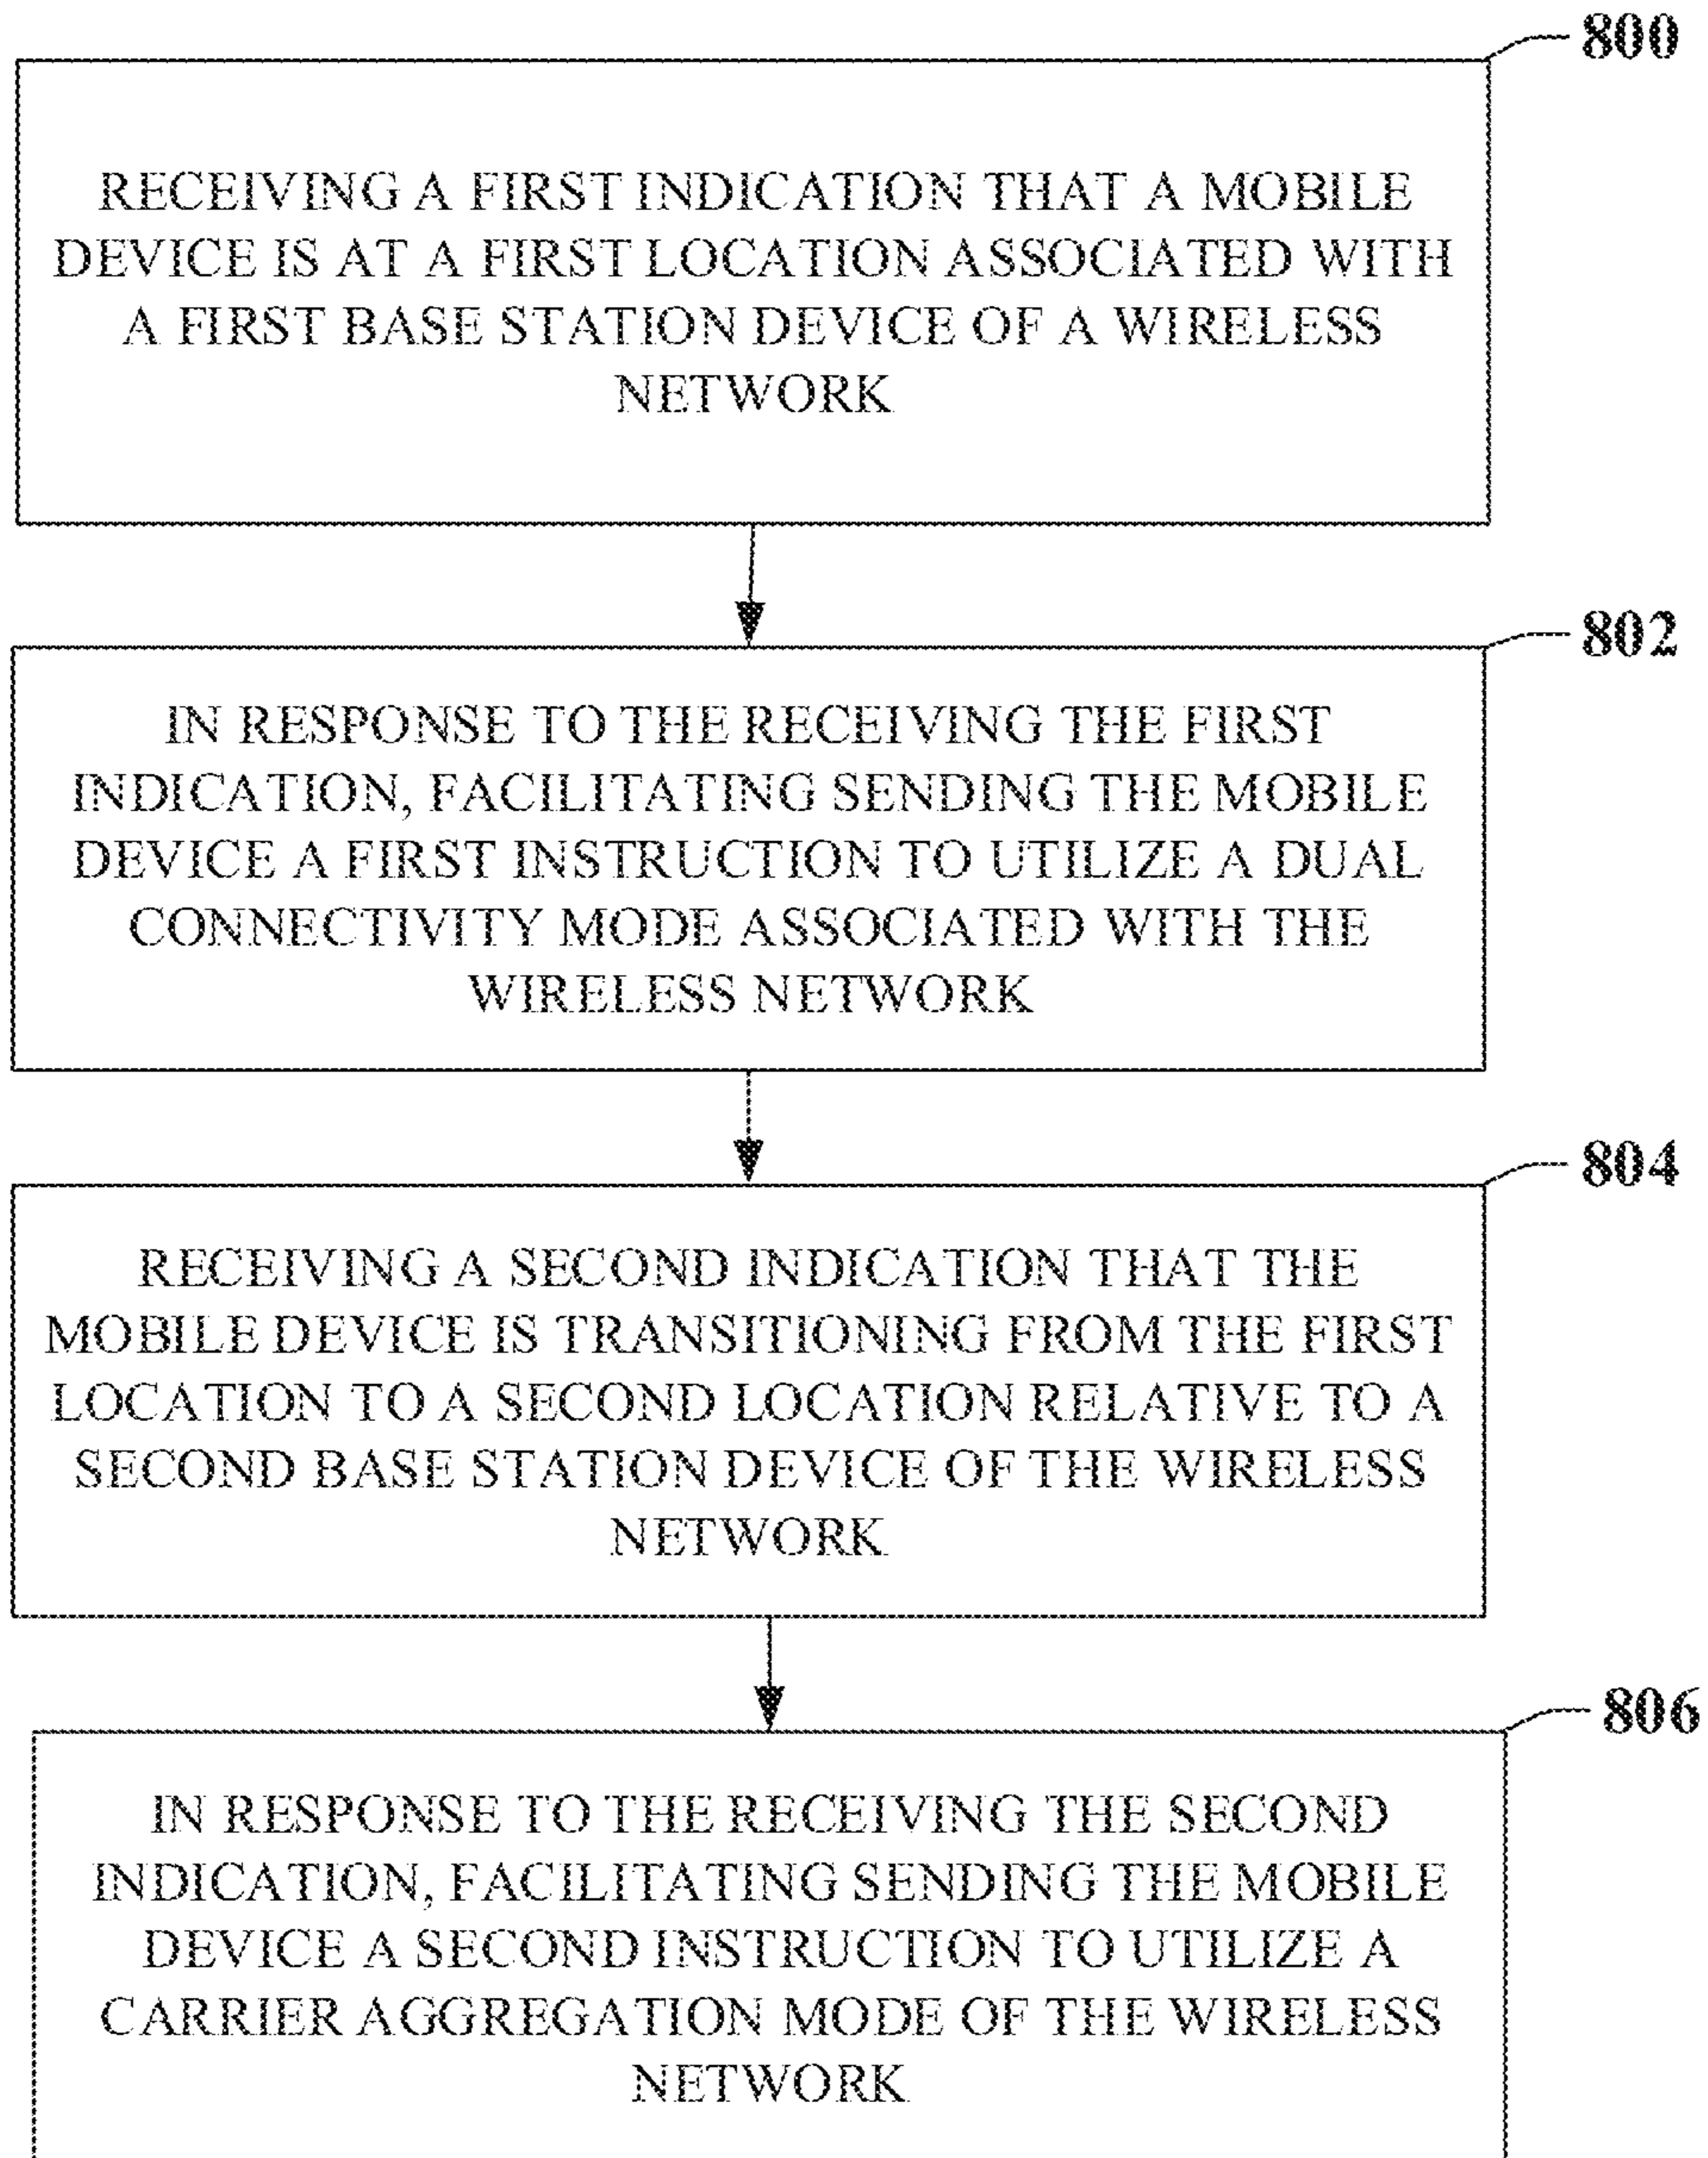 800
RECEIVING A FIRST INDICATION THAT A MOBILE
DEVICE IS AT A FIRST LOCATION ASSOCIATED WITH
A FIRST BASE STATION DEVICE OF A WIRELESS
NETWORK
802
IN RESPONSE TO THE RECEIVING THE FIRST
INDICATION, FACILITATING SENDING THE MOBILE
DEVICE A FIRST INSTRUCTION TO UTILIZE A DUAL
CONNECTIVITY MODE ASSOCIATED WITH THE
WIRELESS NETWORK
804
RECEIVING A SECOND INDICATION THAT THE
MOBILE DEVICE IS TRANSITIONING FROM THE FIRST
LOCATION TO A SECOND LOCATION RELATIVE TO A
SECOND BASE STATION DEVICE OF THE WIRELESS
NETWORK
806
IN RESPONSE TO THE RECEIVING THE SECOND
INDICATION, FACILITATING SENDING THE MOBILE
DEVICE A SECOND INSTRUCTION TO UTILIZE A
CARRIER AGGREGATION MODE OF THE WIRELESS
NETWORK